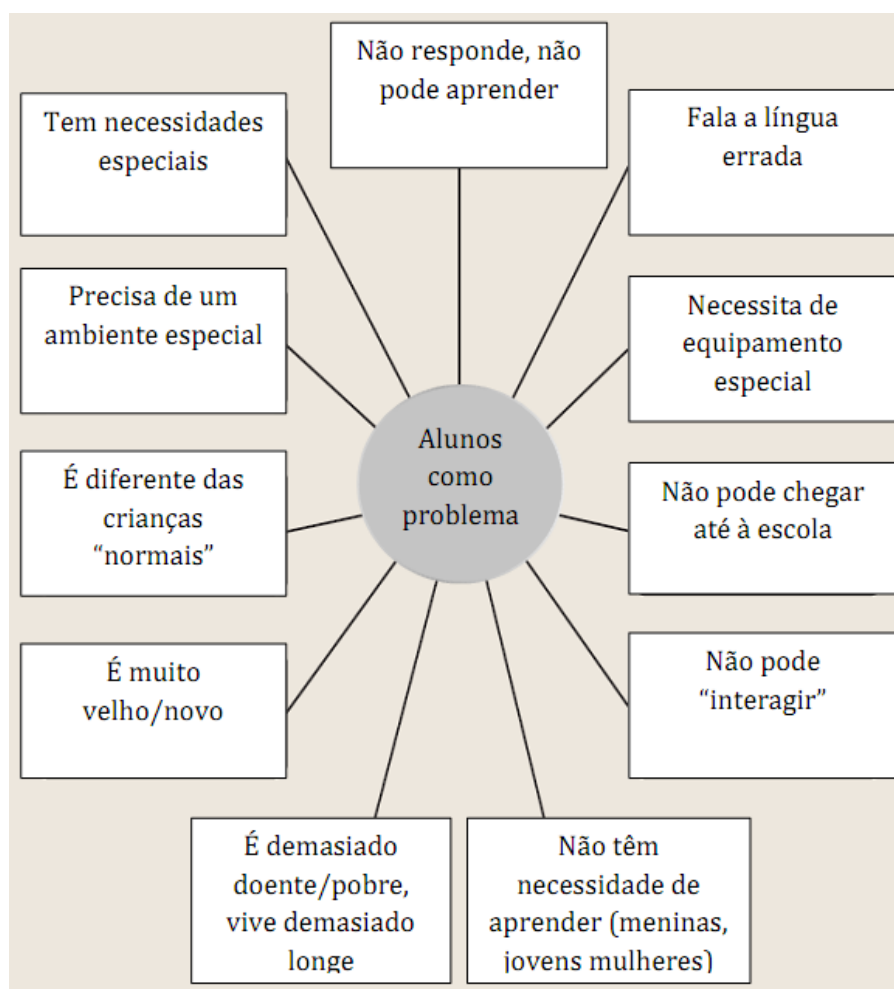 Não responde, não
pode aprender
Tem necessidades
especiais
Fala a língua
errada
Precisa de um
ambiente especial
Necessita de
equipamento
especial
Alunos
como
problema
É diferente das
crianças
“normais”
Não pode chegar
até à escola
É muito
velho/novo
Não pode
“interagir”
É demasiado
doente/pobre,
vive demasiado
longe
Não têm
necessidade de
aprender (meninas,
jovens mulheres)